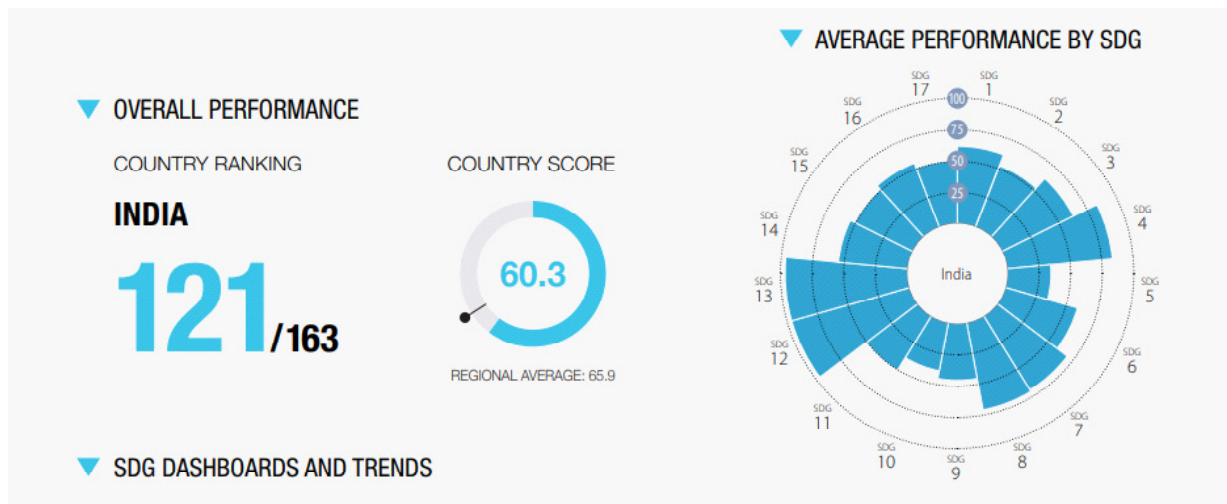 OVERALL PERFORMANCE
COUNTRY RANKING
INDIA
121/163
COUNTRY SCORE
60.3
REGIONAL AVERAGE: 65.9
SDG DASHBOARDS AND TRENDS
AVERAGE PERFORMANCE BY SDG
SDG
1
SDG
2
SDG
3
SDG
4
SDG
5
SDG
6
SDG
7
SDG
8
SDG
9
SDG
10
SDG
11
SDG
12
SDG
13
SDG
14
SDG
15
SDG
16
SDG
17
100
75
50
25
India